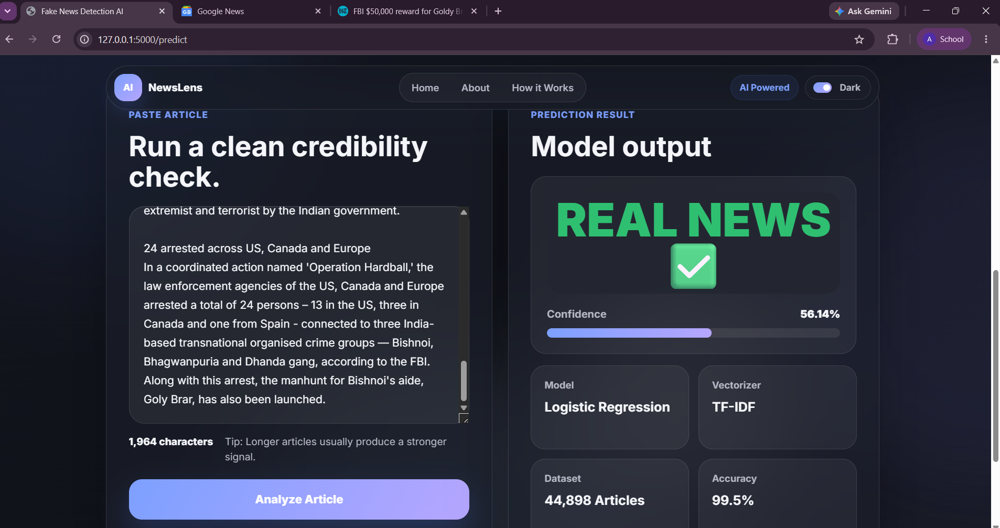 Fake News Detection AI
Google News
FBI $50,000 reward for Goldy Br
Ask Gemini
127.0.0.1:5000/predict
A School
AI NewsLens
Home About How it Works
AI Powered
Dark
PASTE ARTICLE
Run a clean credibility
check.
extremist and terrorist by the Indian government.
24 arrested across US, Canada and Europe
In a coordinated action named 'Operation Hardball,' the
law enforcement agencies of the US, Canada and Europe
arrested a total of 24 persons – 13 in the US, three in
Canada and one from Spain - connected to three India-
based transnational organised crime groups — Bishnoi,
Bhagwanpuria and Dhanda gang, according to the FBI.
Along with this arrest, the manhunt for Bishnoi's aide,
Goly Brar, has also been launched.
1,964 characters
Tip: Longer articles usually produce a stronger
signal.
Analyze Article
PREDICTION RESULT
Model output
REAL NEWS
Confidence 56.14%
Model
Logistic Regression
Vectorizer
TF-IDF
Dataset
44,898 Articles
Accuracy
99.5%